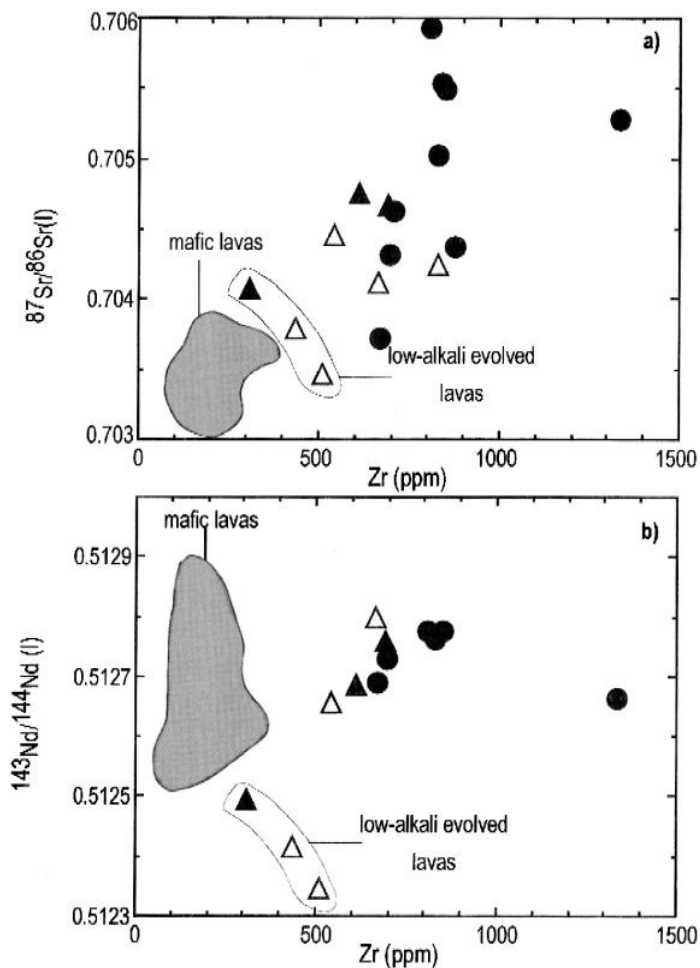 0.706
a)
0.705
mafic lavas
0.704
87Sr/86Sr(I)
low-alkali evolved
lavas
0.703
0 500 1000 1500
Zr (ppm)
mafic lavas
b)
0.5129
0.5127
143Nd/144Nd (I)
0.5125
low-alkali evolved
lavas
0.5123
0 500 1000 1500
Zr (ppm)